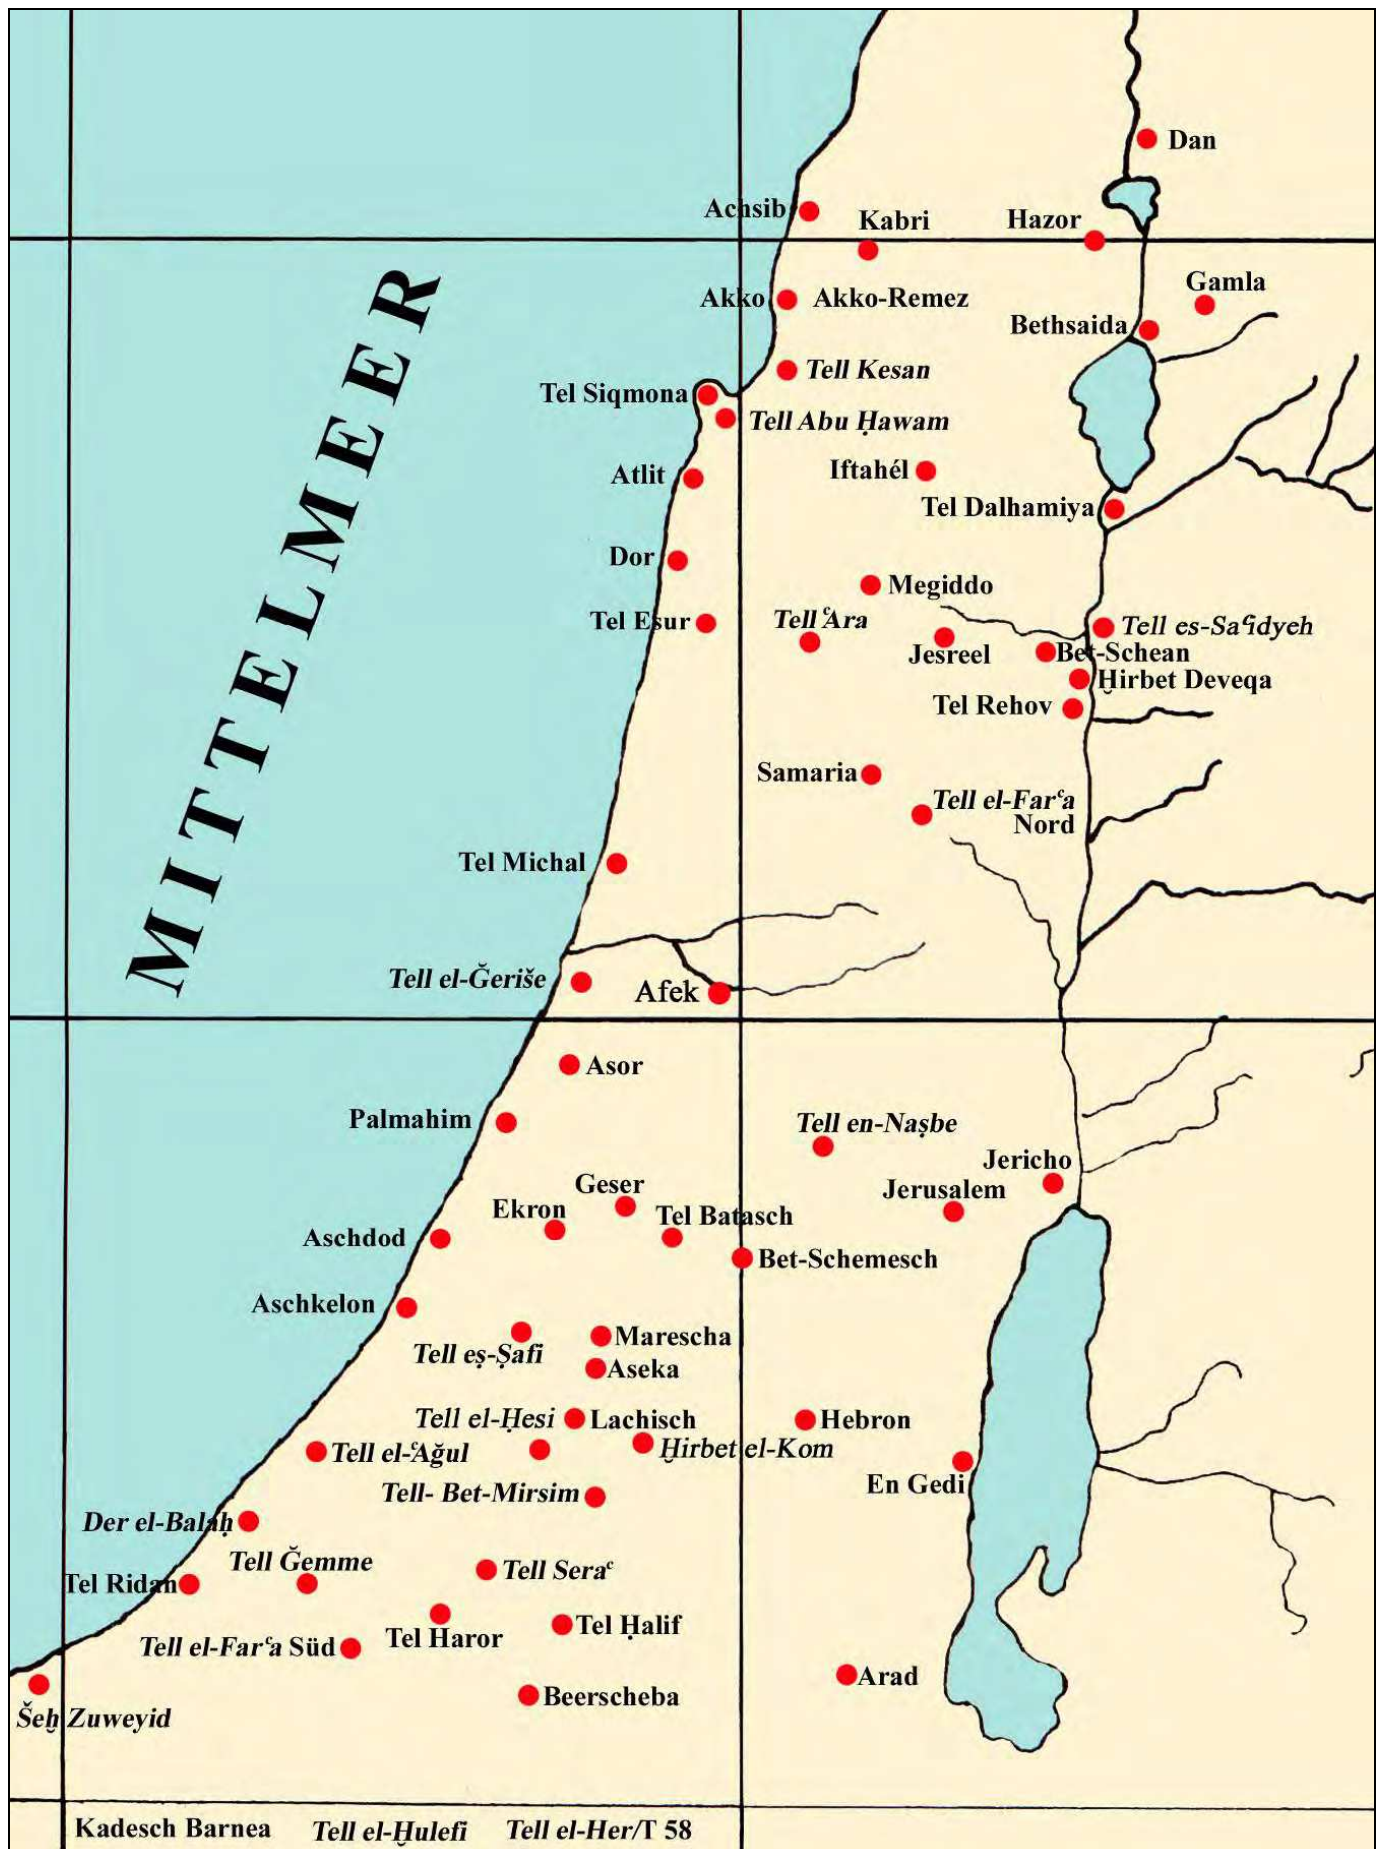 Dan
Achsib
Kabri
Hazor
Gamla
Akko
Akko-Remez
Bethsaida
MITTELMEER
Tell Kesan
Tel Siqmona
Tell Abu Ḥawam
Atlit
Iftahél
Tel Dalhamiya
Dor
Megiddo
Tel Esur
Tell ʿAra
Tell es-Saʿidyeh
Jesreel
Bet-Schean
Ḫirbet Deveqa
Tel Rehov
Samaria
Tell el-Farʿa
Nord
Tel Michal
Tell el-Ğeriše
Afek
Asor
Palmahim
Tell en-Naṣbe
Jericho
Geser
Jerusalem
Ekron
Tel Batasch
Aschdod
Bet-Schemesch
Aschkelon
Marescha
Tell eṣ-Ṣafi
Aseka
Tell el-Ḥesi
Lachisch
Hebron
Tell el-ʿAğul
Ḫirbet el-Kom
En Gedi
Tell- Bet-Mirsim
Der el-Balaḥ
Tell Ğemme
Tell Seraʿ
Tel Ridan
Tel Haror
Tel Ḥalif
Tell el-Farʿa Süd
Arad
Beerscheba
Šeḫ Zuweyid
Kadesch Barnea
Tell el-Ḫulefi
Tell el-Her/T 58